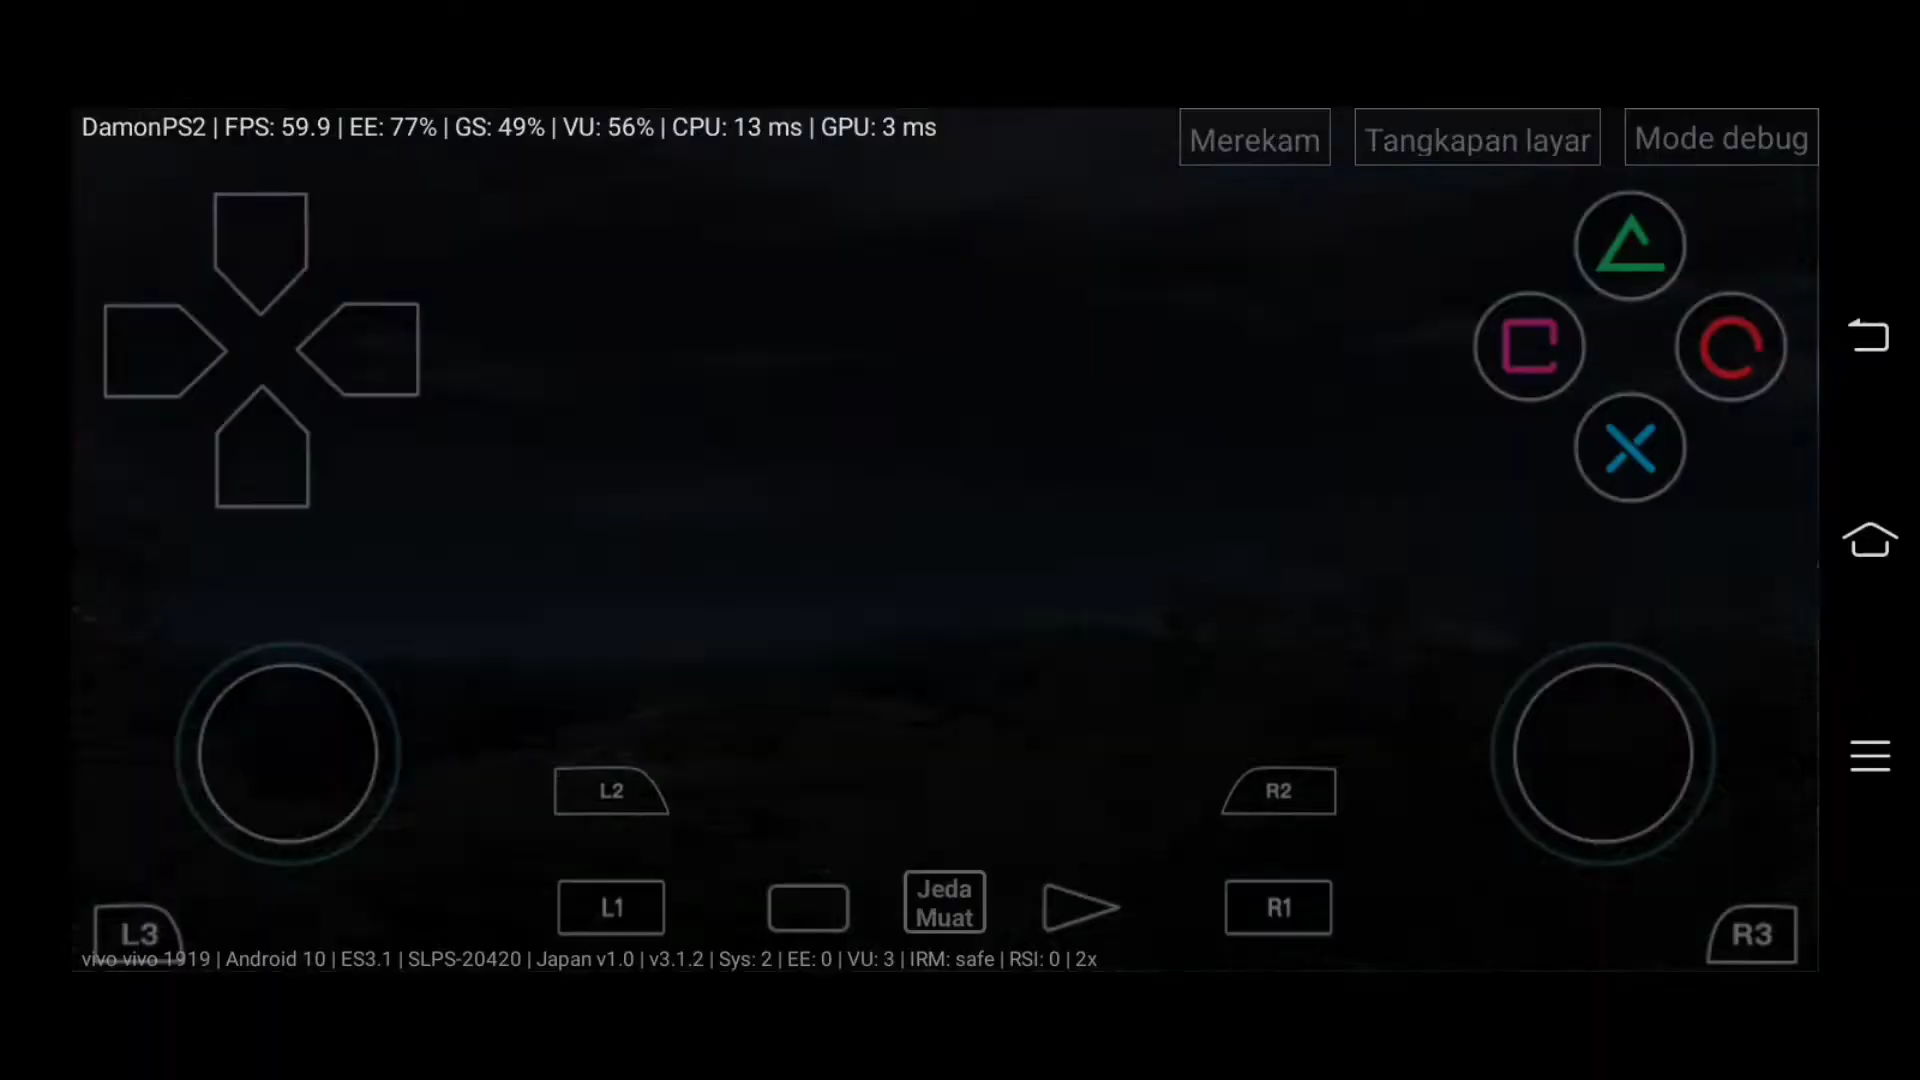 DamonPS2 | FPS: 59.9 | EE: 77% | GS: 49% | VU: 56% | CPU: 13 ms | GPU: 3 ms
Merekam
Tangkapan layar
Mode debug
L2
R2
L1
Jeda
Muat
R1
L3
R3
vivo vivo 1919 | Android 10 | ES3.1 | SLPS-20420 | Japan v1.0 | v3.1.2 | Sys: 2 | EE: 0 | VU: 3 | IRM: safe | RSI: 0 | 2x